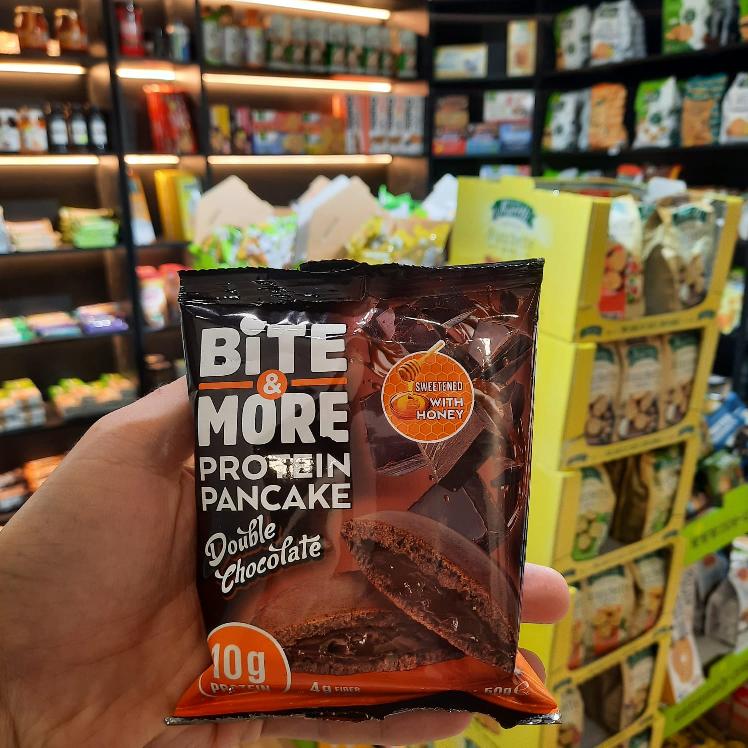 BiTE
&
MORE
PROTEIN
PANCAKE
Double
Chocolate
SWEETENED
WITH
HONEY
10g
PROTEIN
4g FIBER
50g